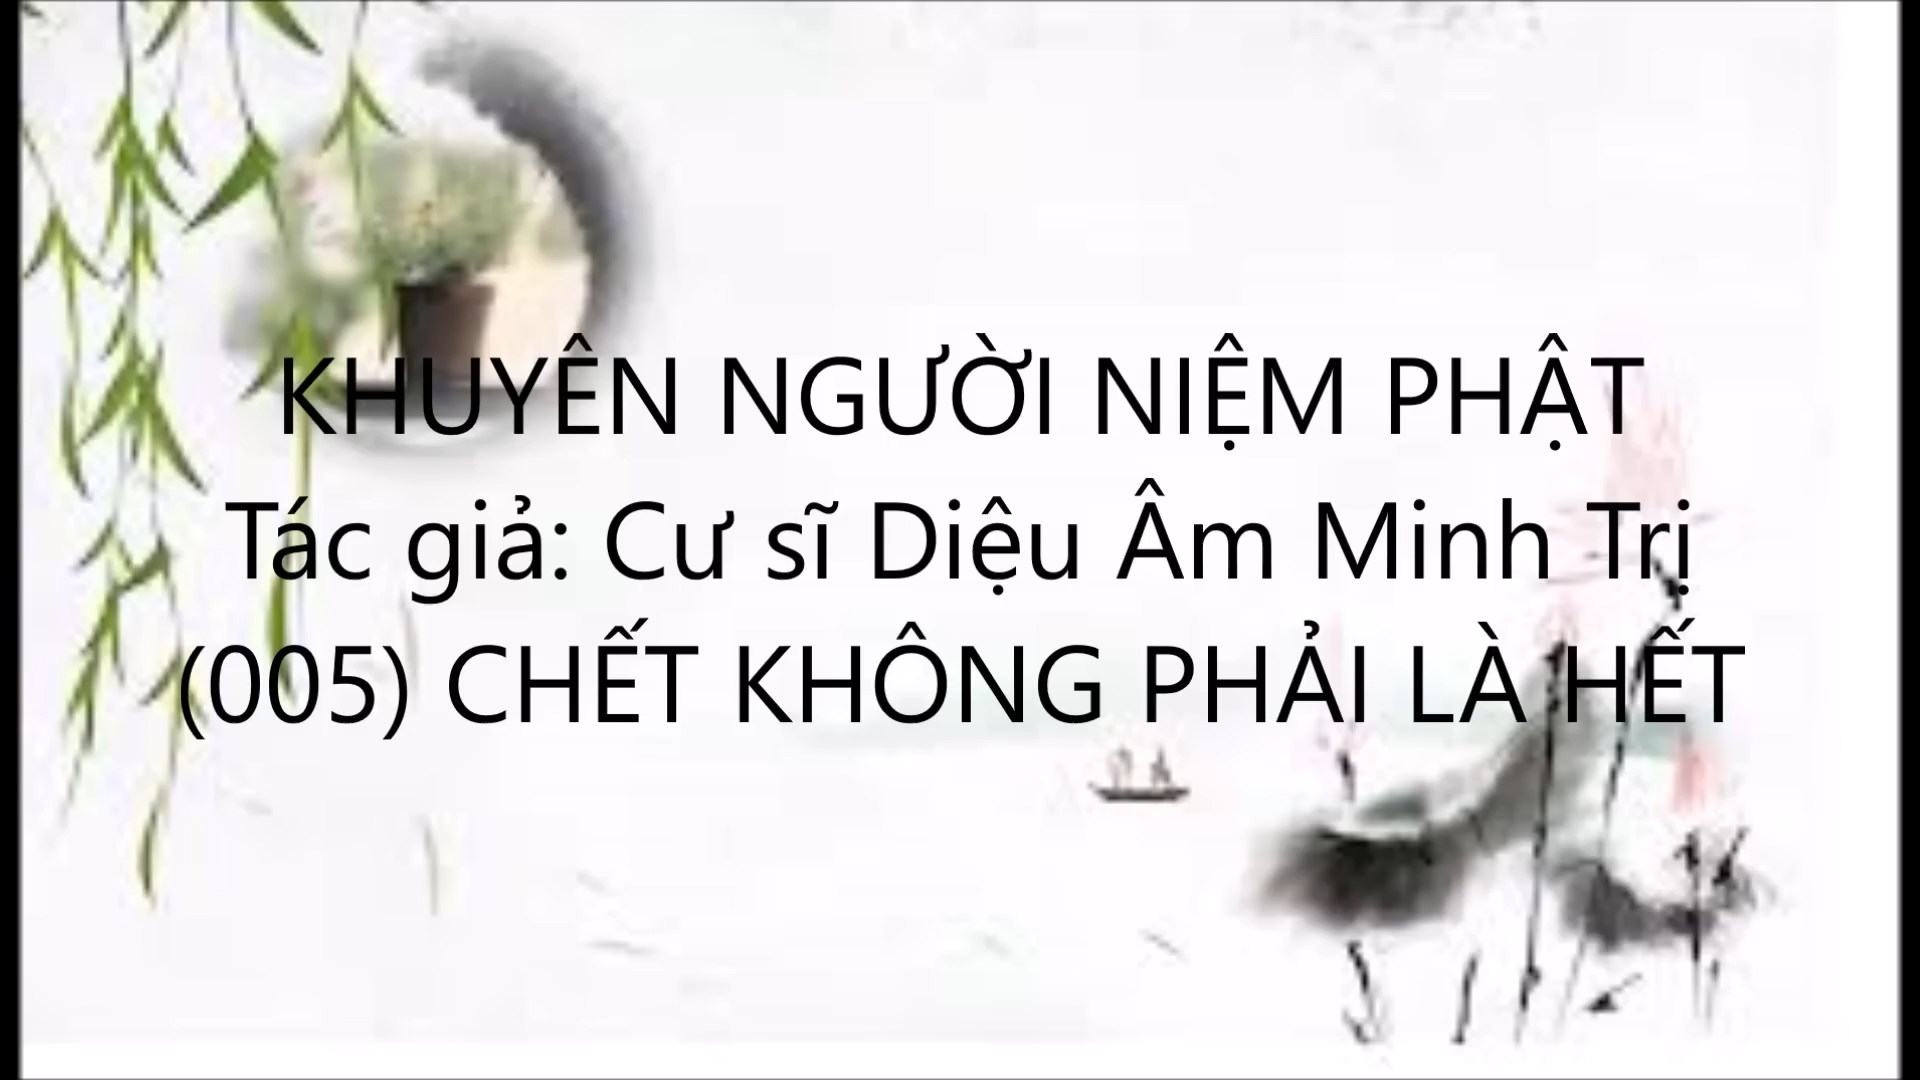 KHUYÊN NGƯỜI NIỆM PHẬT
Tác giả: Cư sĩ Diệu Âm Minh Trị
(005) CHẾT KHÔNG PHẢI LÀ HẾT